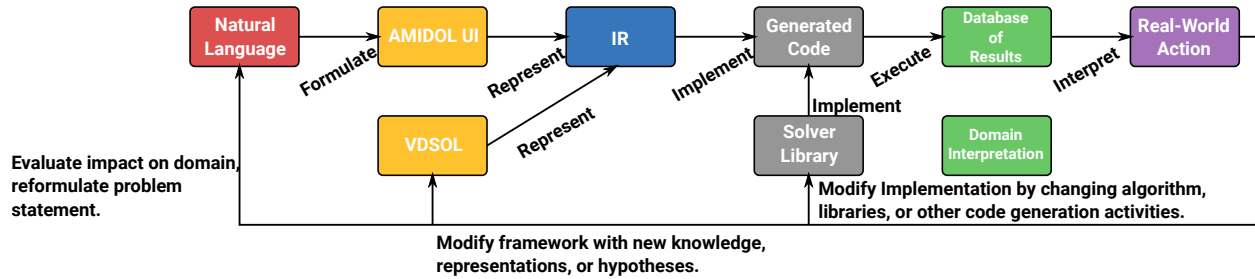 Natural
Language
Formulate
AMIDOL UI
Represent
IR
Implement
Generated
Code
Execute
Database
of
Results
Interpret
Real-World
Action
VDSOL
Represent
Implement
Solver
Library
Domain
Interpretation
Evaluate impact on domain,
reformulate problem
statement.
Modify Implementation by changing algorithm,
libraries, or other code generation activities.
Modify framework with new knowledge,
representations, or hypotheses.